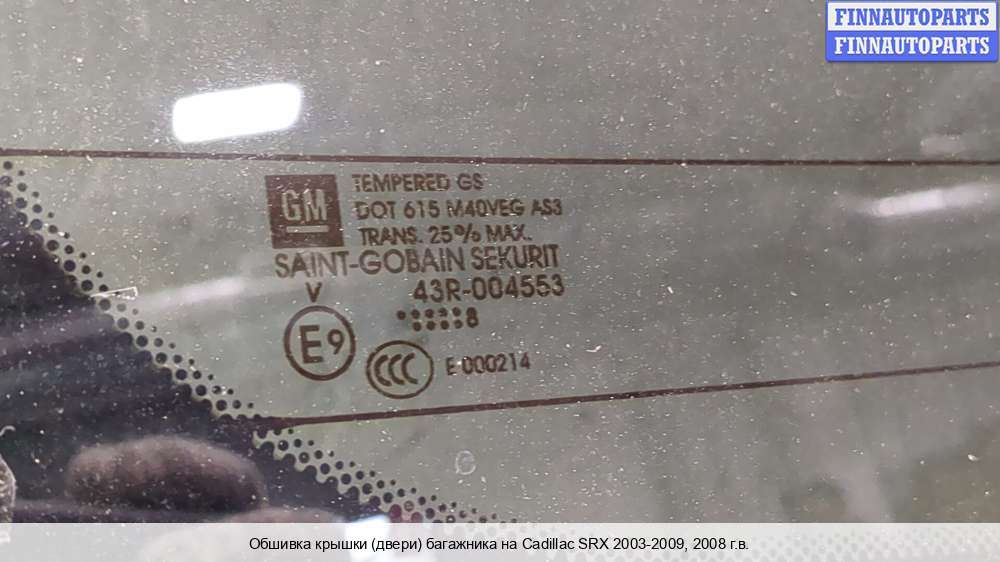 FINNAUTOPARTS
FINNAUTOPARTS
GM
TEMPERED GS
DOT 615 M40VEG AS3
TRANS. 25% MAX.
SAINT-GOBAIN SEKURIT
V 43R-004553
8
E9
CCC E 000214
Обшивка крышки (двери) багажника на Cadillac SRX 2003-2009, 2008 г.в.